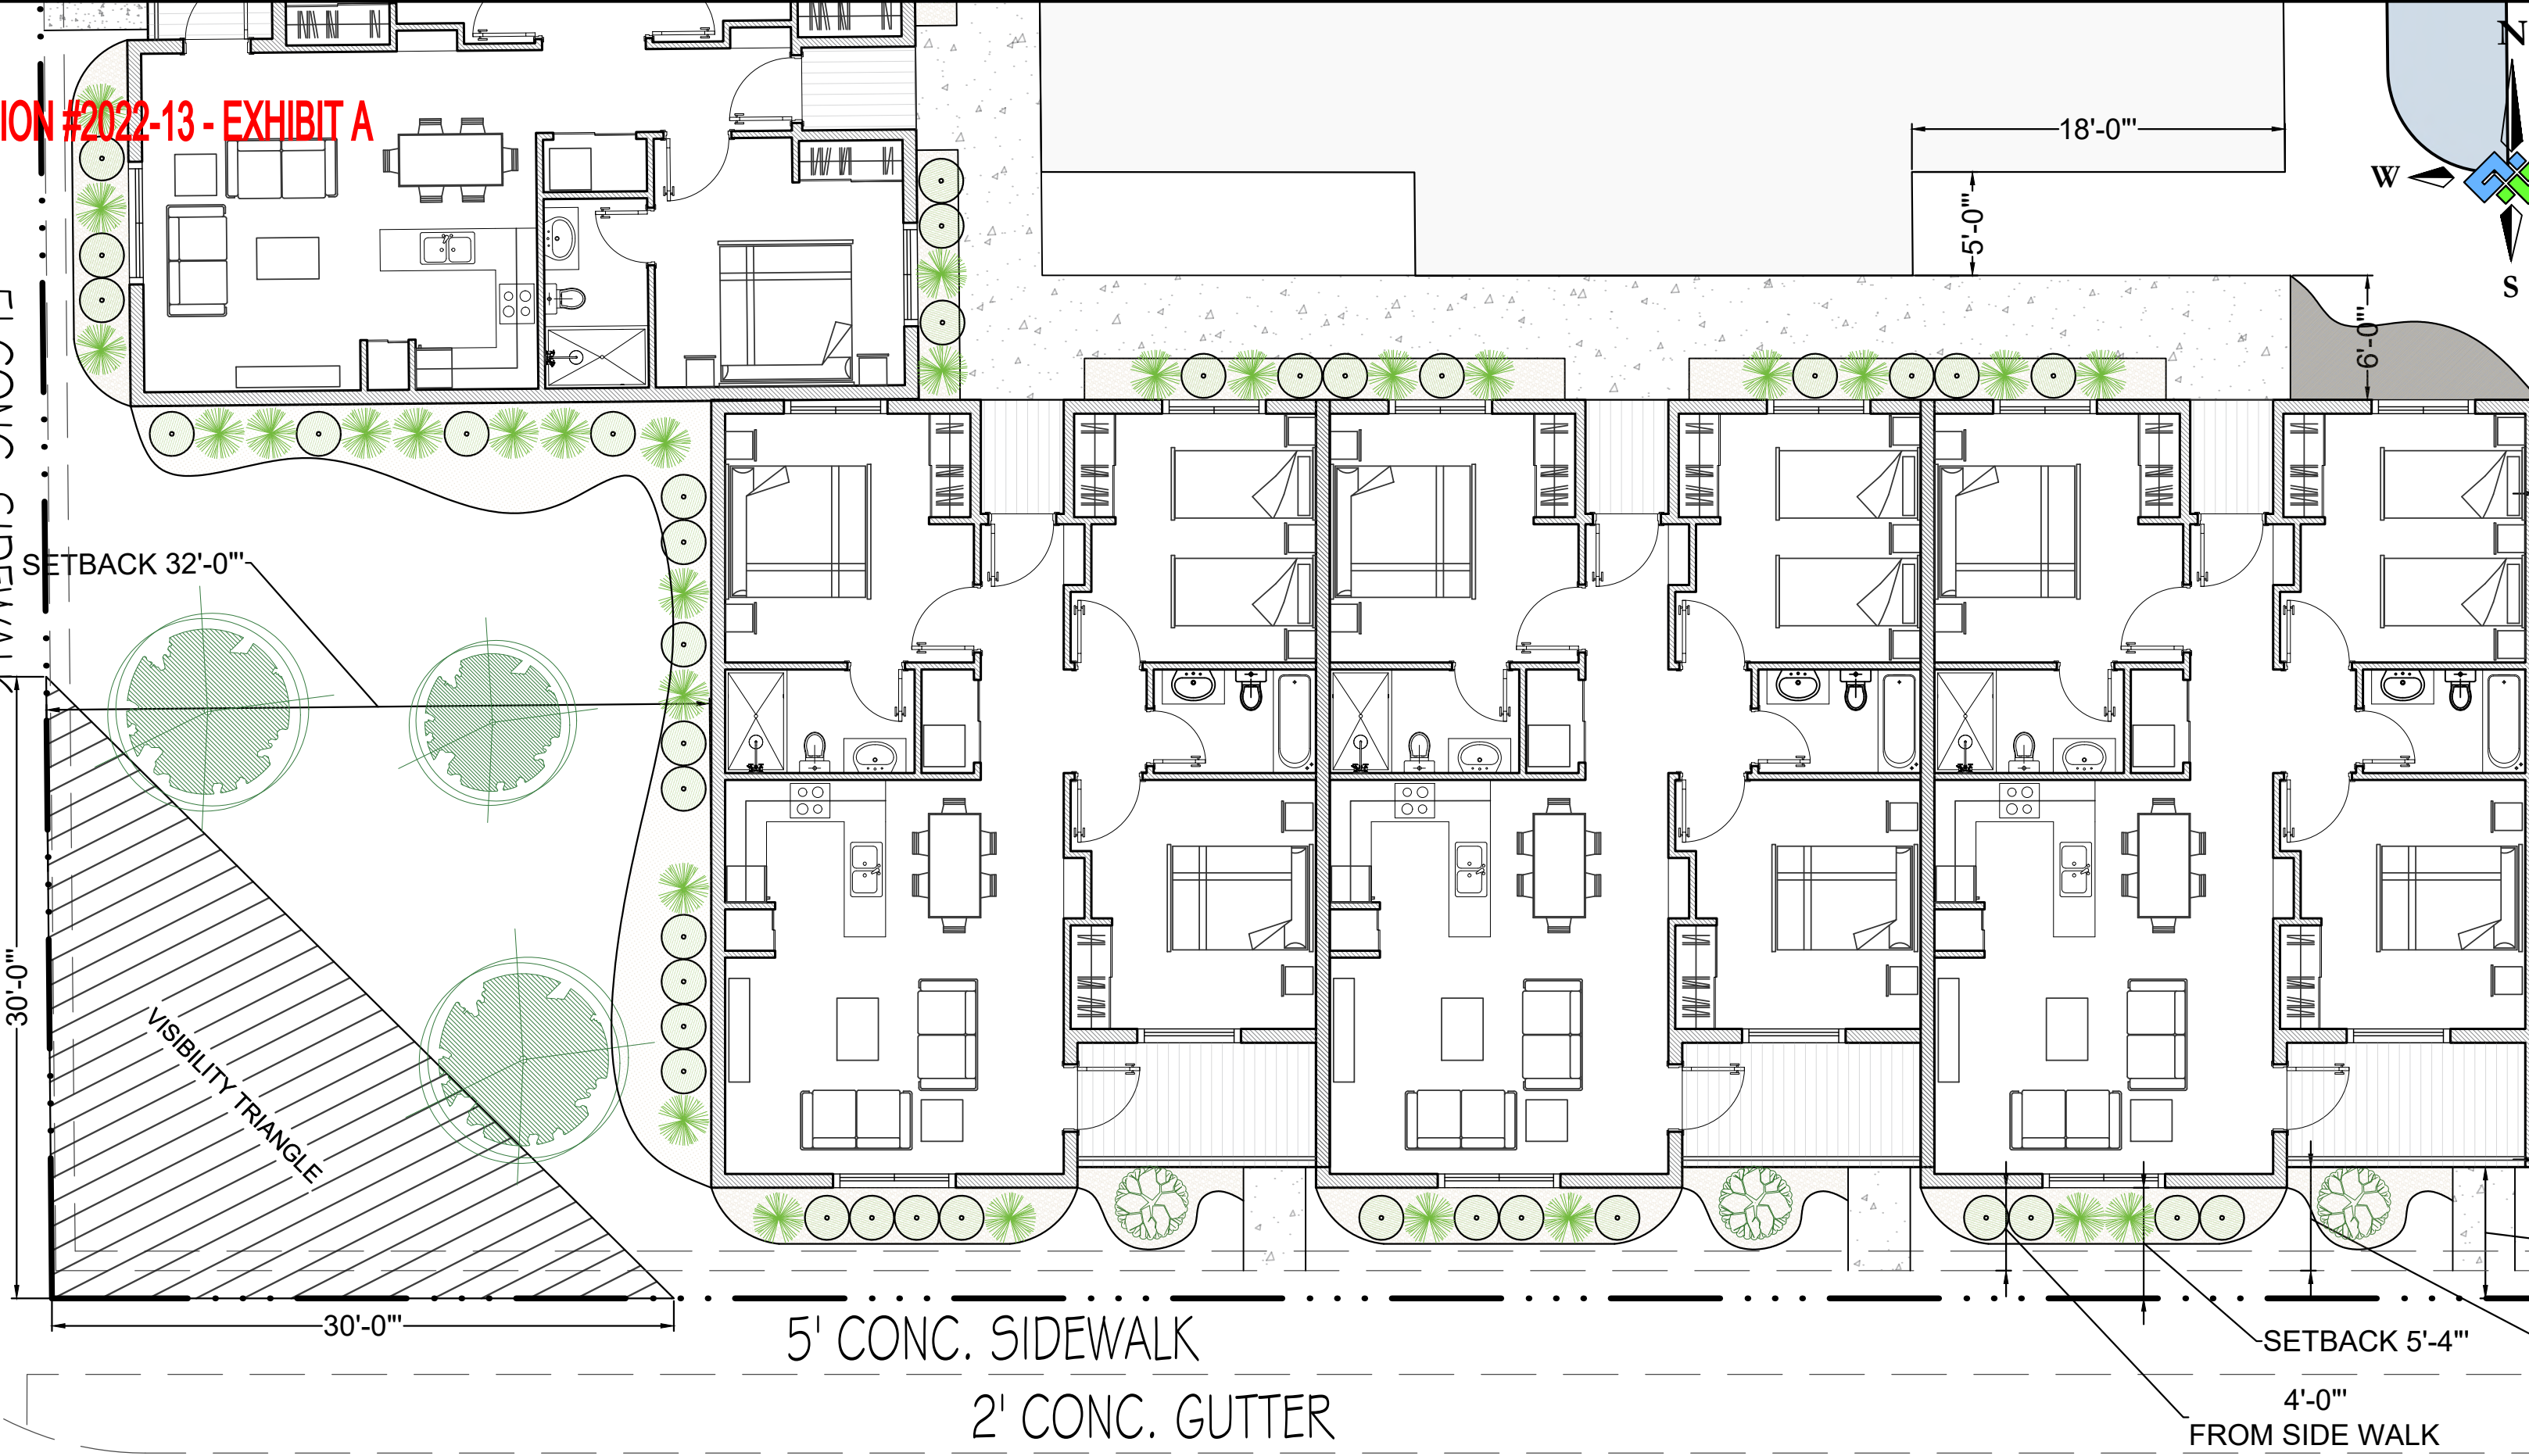 N
ION #2022-13 - EXHIBIT A
18'-0"'
W
5'-0"'
S
6'-0"'
SETBACK 32'-0"'
30'-0"'
VISIBILITY TRIANGLE
30'-0"'
5' CONC. SIDEWALK
SETBACK 5'-4"'
2' CONC. GUTTER
4'-0"'
FROM SIDE WALK